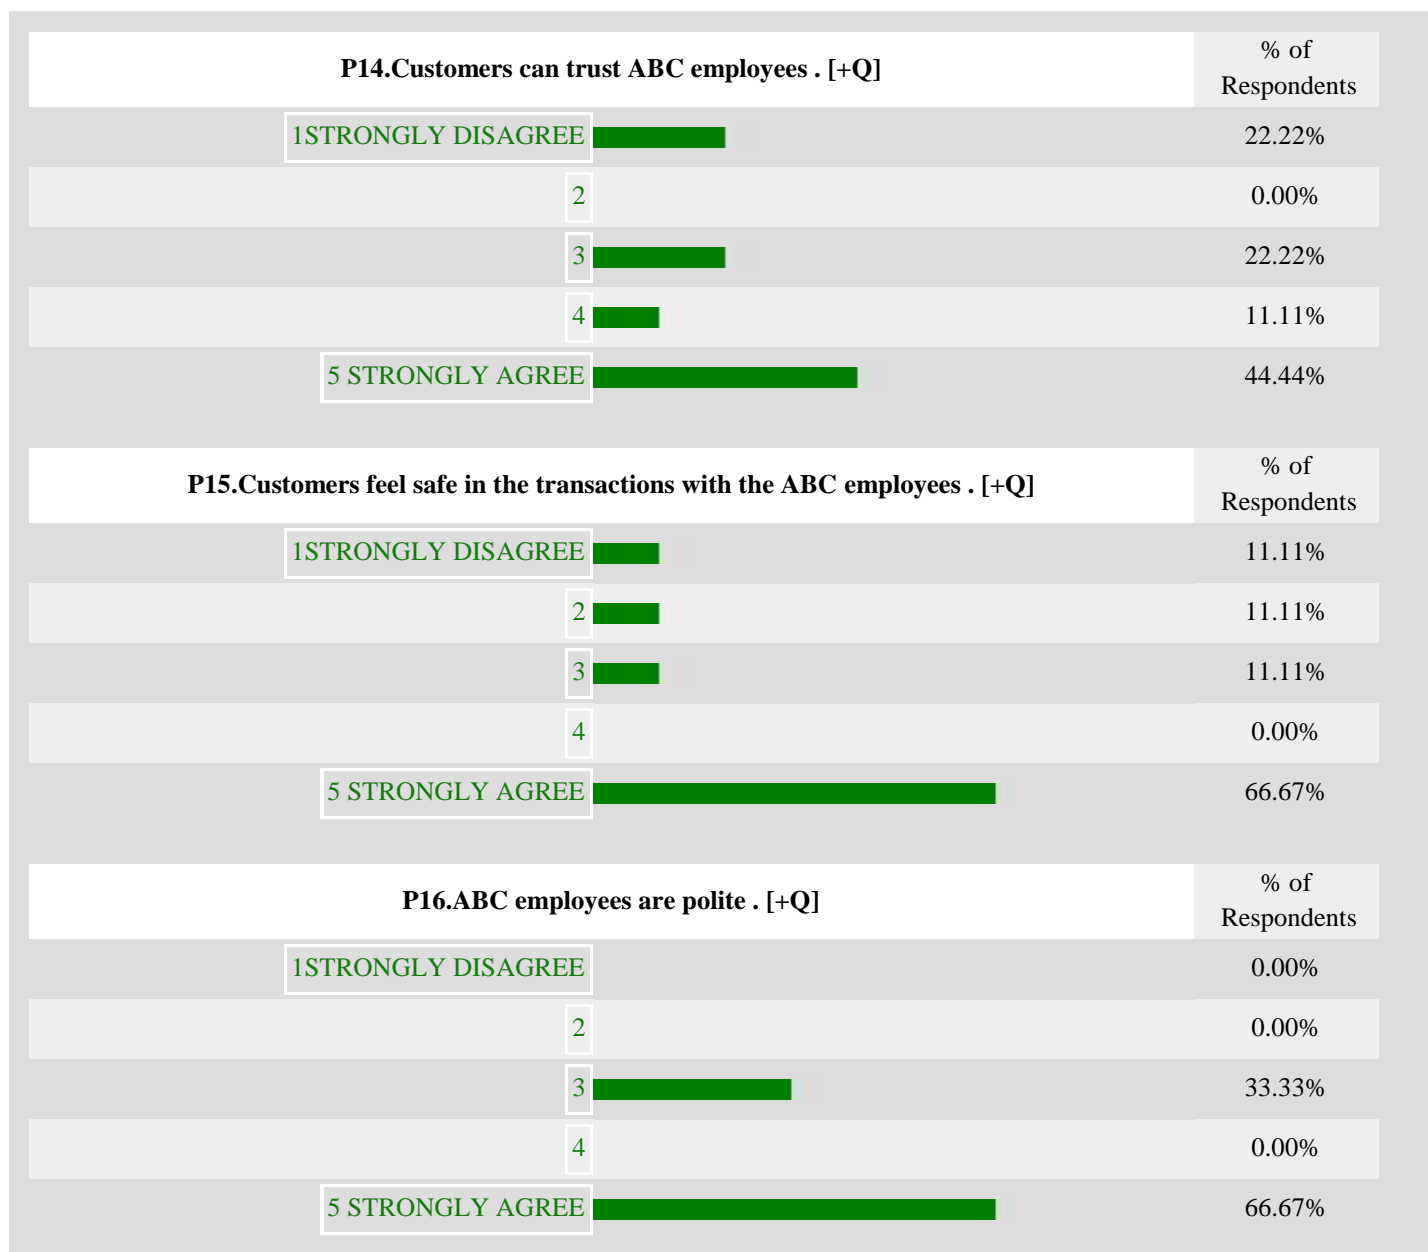 P14.Customers can trust ABC employees . [+Q]
% of
Respondents
1STRONGLY DISAGREE 22.22%
2 0.00%
3 22.22%
4 11.11%
5 STRONGLY AGREE 44.44%
P15.Customers feel safe in the transactions with the ABC employees . [+Q]
% of
Respondents
1STRONGLY DISAGREE 11.11%
2 11.11%
3 11.11%
4 0.00%
5 STRONGLY AGREE 66.67%
P16.ABC employees are polite . [+Q]
% of
Respondents
1STRONGLY DISAGREE 0.00%
2 0.00%
3 33.33%
4 0.00%
5 STRONGLY AGREE 66.67%